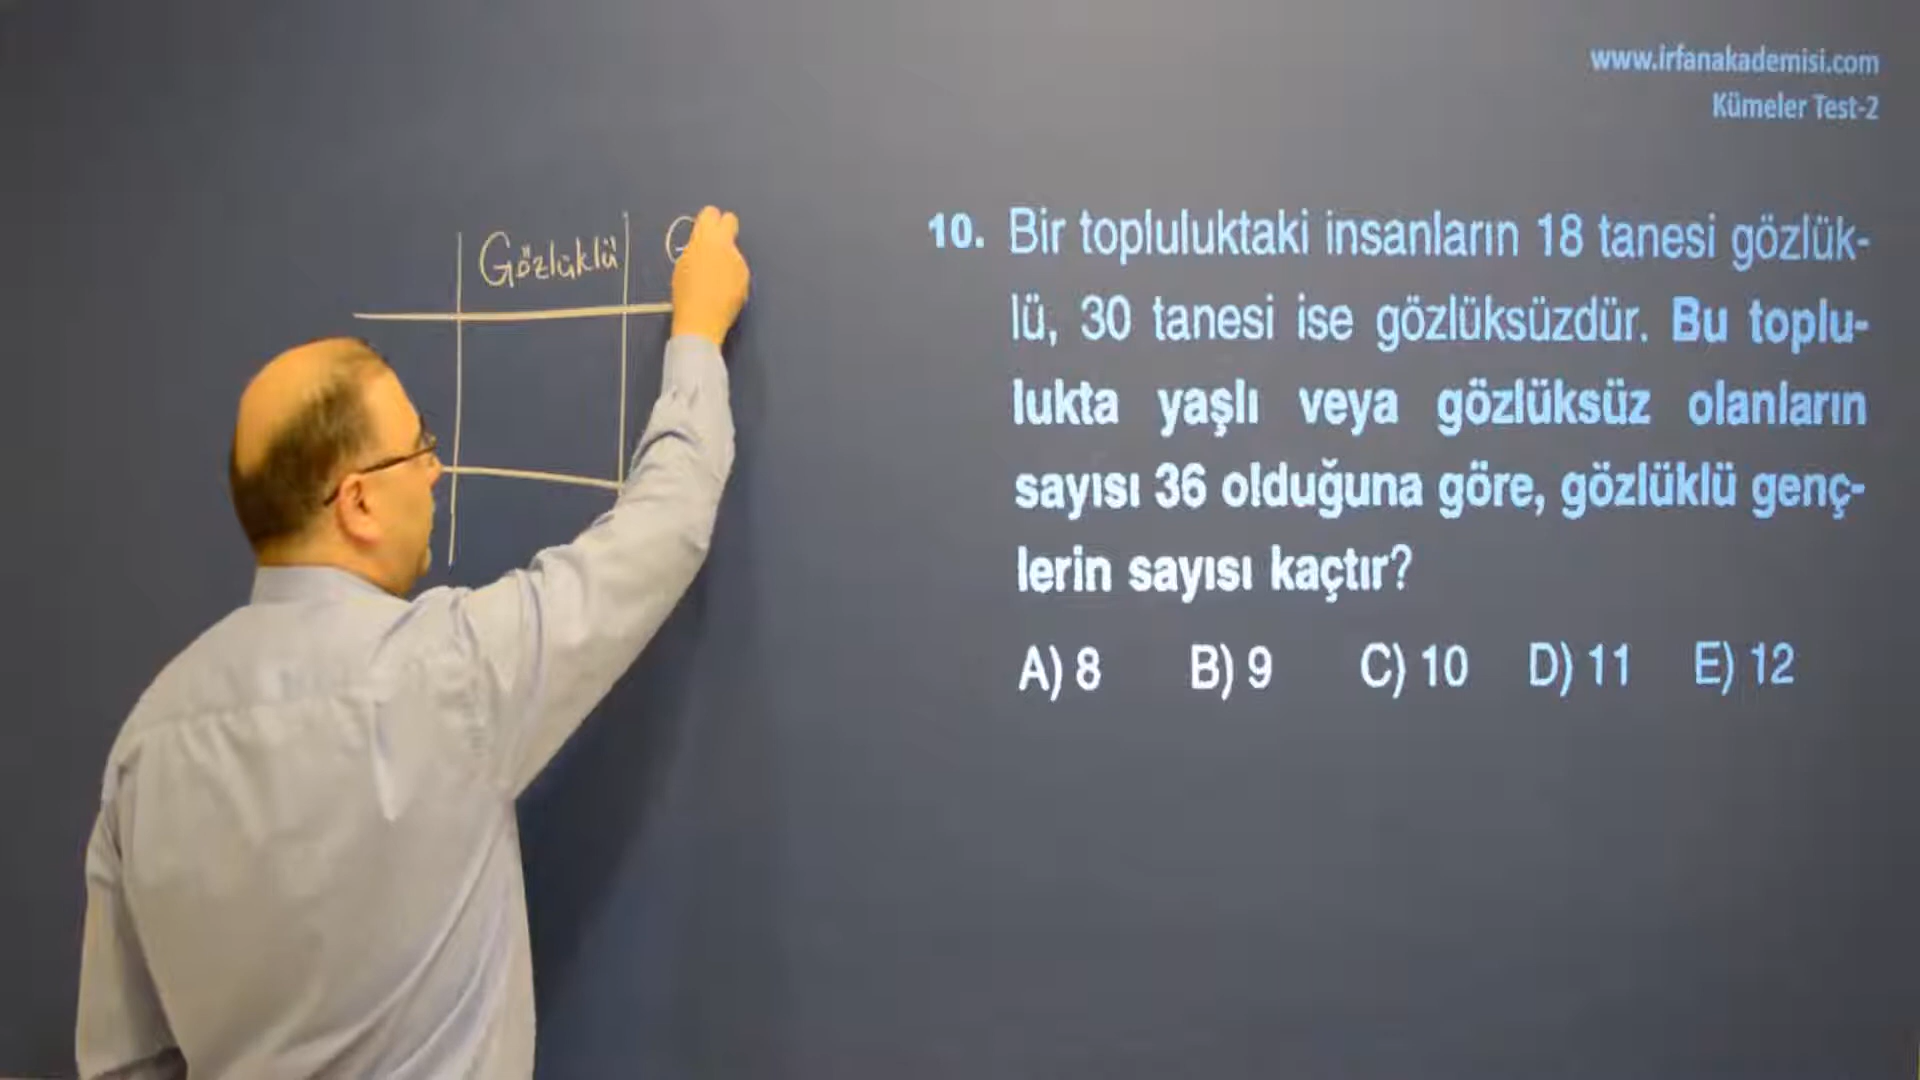 www.irfanakademisi.com
Kümeler Test-2
Gözlüklü
G
10. Bir topluluktaki insanların 18 tanesi gözlük-
lü, 30 tanesi ise gözlüksüzdür. Bu toplu-
lukta yaşlı veya gözlüksüz olanların
sayısı 36 olduğuna göre, gözlüklü genç-
lerin sayısı kaçtır?
A) 8 B) 9 C) 10 D) 11 E) 12